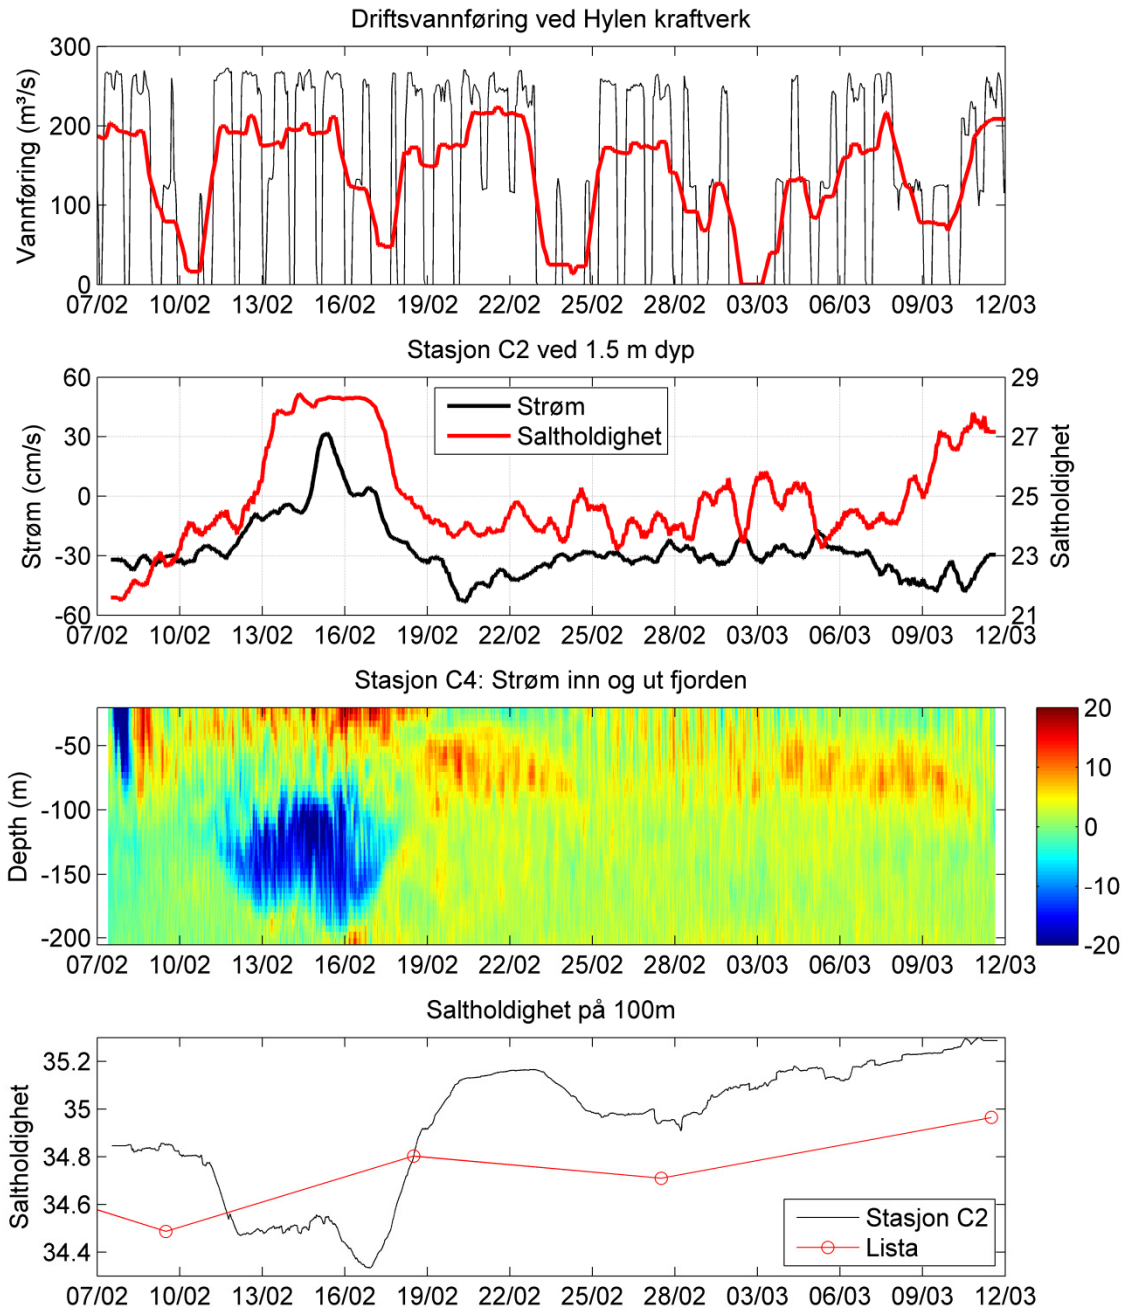 Driftsvannføring ved Hylen kraftverk
Vannføring (m³/s)
300
200
100
0
07/02 10/02 13/02 16/02 19/02 22/02 25/02 28/02 03/03 06/03 09/03 12/03
Stasjon C2 ved 1.5 m dyp
Strøm (cm/s)
60
30
0
-30
-60
Strøm
Saltholdighet
29
27
25
23
21
Saltholdighet
07/02 10/02 13/02 16/02 19/02 22/02 25/02 28/02 03/03 06/03 09/03 12/03
Stasjon C4: Strøm inn og ut fjorden
Depth (m)
-50
-100
-150
-200
20
10
0
-10
-20
07/02 10/02 13/02 16/02 19/02 22/02 25/02 28/02 03/03 06/03 09/03 12/03
Saltholdighet på 100m
Saltholdighet
35.2
35
34.8
34.6
34.4
Stasjon C2
Lista
07/02 10/02 13/02 16/02 19/02 22/02 25/02 28/02 03/03 06/03 09/03 12/03